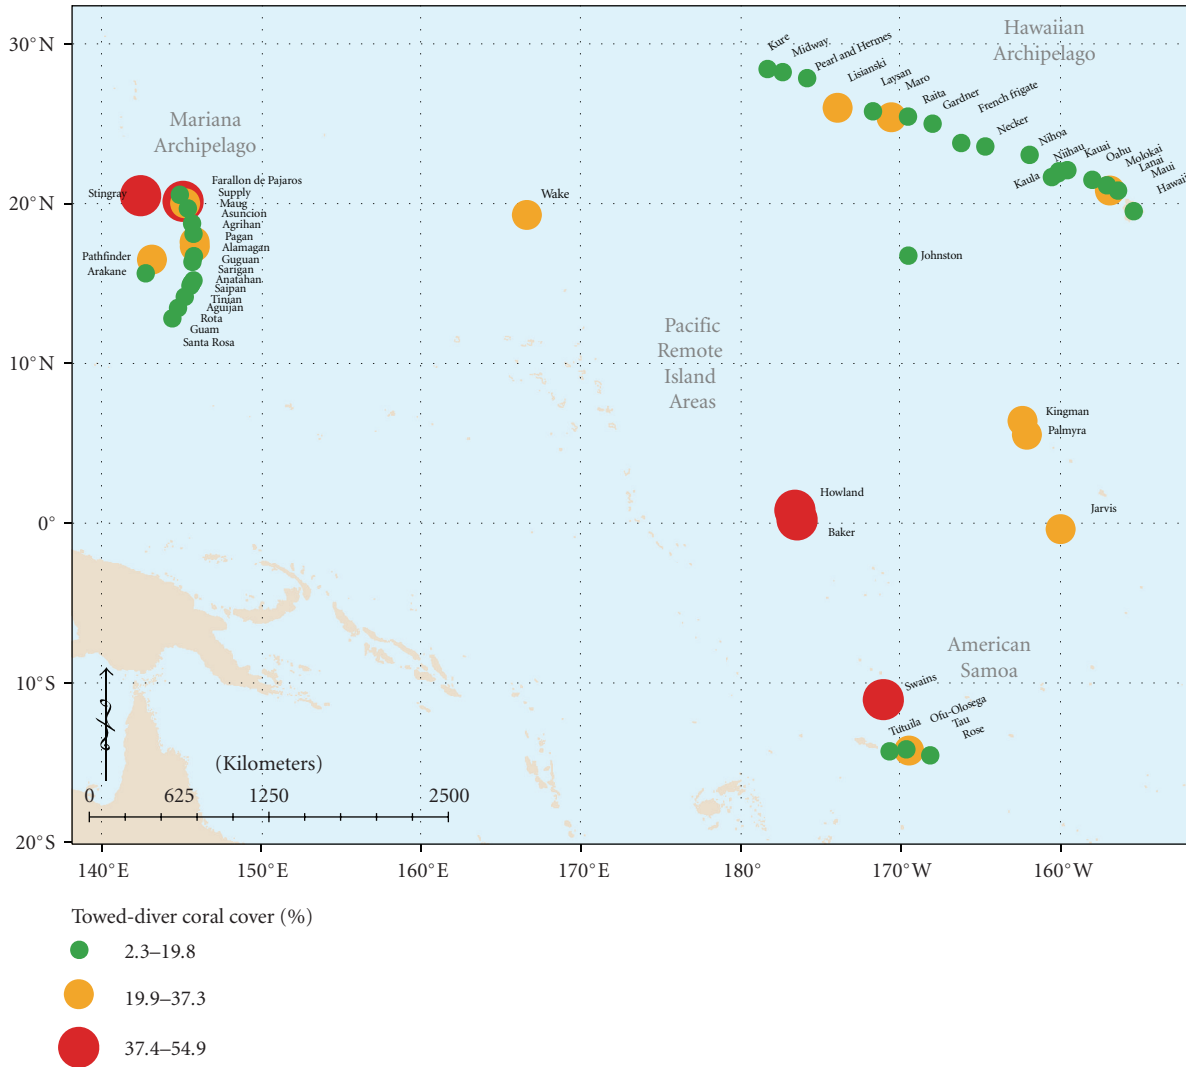 30°N
20°N
10°N
0°
10°S
20°S
Hawaiian
Archipelago
Kure
Midway
Pearl and Hermes
Lisianski
Laysan
Maro
Raita
Gardner
French frigate
Necker
Nihoa
Kaula
Niihau
Kauai
Oahu
Molokai
Lanai
Maui
Hawaii
Mariana
Archipelago
Stingray
Farallon de Pajaros
Supply
Maug
Asuncion
Agrihan
Pagan
Alamagan
Guguan
Sarigan
Anatahan
Saipan
Tinian
Aguijan
Rota
Guam
Santa Rosa
Pathfinder
Arakane
Wake
Johnston
Pacific
Remote
Island
Areas
Kingman
Palmyra
Howland
Baker
Jarvis
American
Samoa
Swains
Tutuila
Ofu-Olosega
Tau
Rose
(Kilometers)
0 625 1250 2500
140°E 150°E 160°E 170°E 180° 170°W 160°W
Towed-diver coral cover (%)
2.3–19.8
19.9–37.3
37.4–54.9